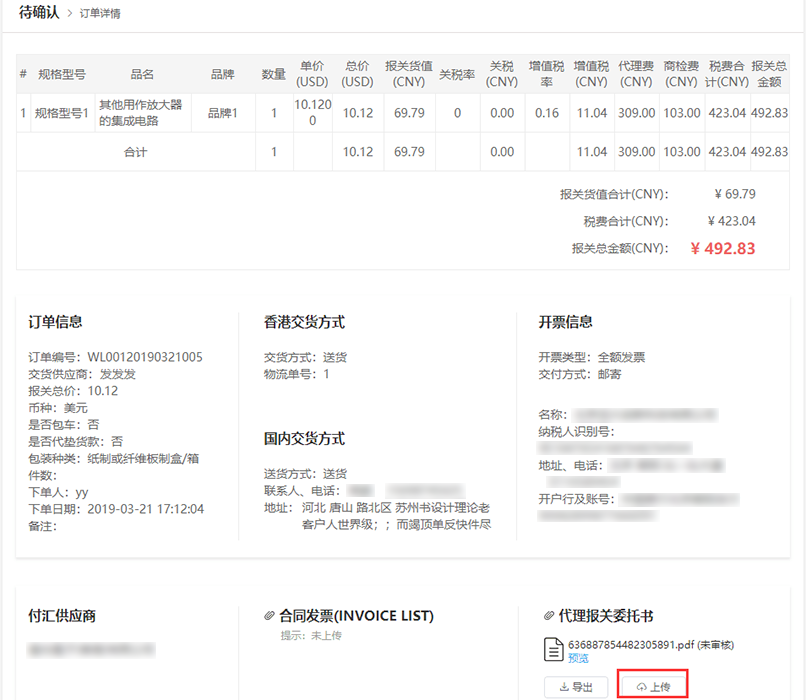 待确认 > 订单详情
# 规格型号 品名 品牌 数量 单价(USD) 总价(USD) 报关货值(CNY) 关税率 关税(CNY) 增值税率 增值税(CNY) 代理费(CNY) 商检费(CNY) 税费合计(CNY) 报关总金额
1 规格型号1 其他用作放大器的集成电路 品牌1 1 10.1200 10.12 69.79 0 0.00 0.16 11.04 309.00 103.00 423.04 492.83
合计 1 10.12 69.79 0.00 11.04 309.00 103.00 423.04 492.83
报关货值合计(CNY): ¥ 69.79
税费合计(CNY): ¥ 423.04
报关总金额(CNY): ¥ 492.83
订单信息
订单编号: WL00120190321005
交货供应商: 发发发
报关总价: 10.12
币种: 美元
是否包车: 否
是否代垫货款: 否
包装种类: 纸制或纤维板制盒/箱
件数:
下单人: yy
下单日期: 2019-03-21 17:12:04
备注:
香港交货方式
交货方式: 送货
物流单号: 1
国内交货方式
送货方式: 送货
联系人、电话:
地址: 河北 唐山 路北区 苏州书设计理论老
客户人世界级；；而竭顶单反快件尽
开票信息
开票类型: 全额发票
交付方式: 邮寄
名称:
纳税人识别号:
地址、电话:
开户行及账号:
付汇供应商
合同发票(INVOICE LIST)
提示: 未上传
代理报关委托书
636887854482305891.pdf (未审核)
预览
导出 上传